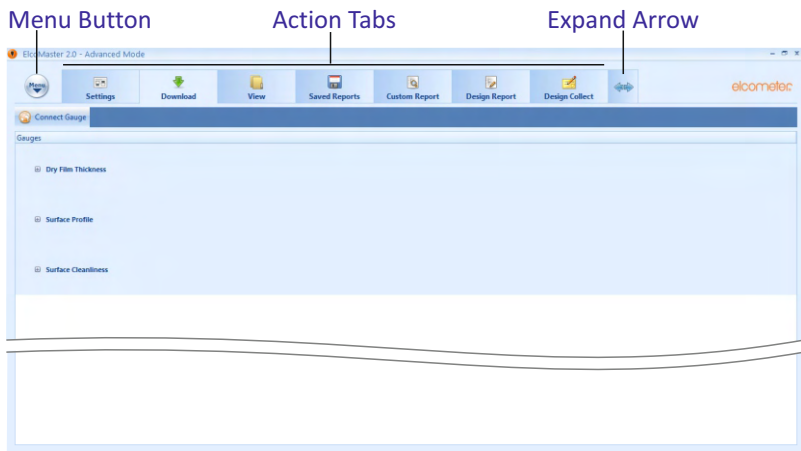 Menu Button
Action Tabs
Expand Arrow
ElcoMaster 2.0 - Advanced Mode
Menu
Settings
Download
View
Saved Reports
Custom Report
Design Report
Design Collect
elcometer
Connect Gauge
Gauges
Dry Film Thickness
Surface Profile
Surface Cleanliness